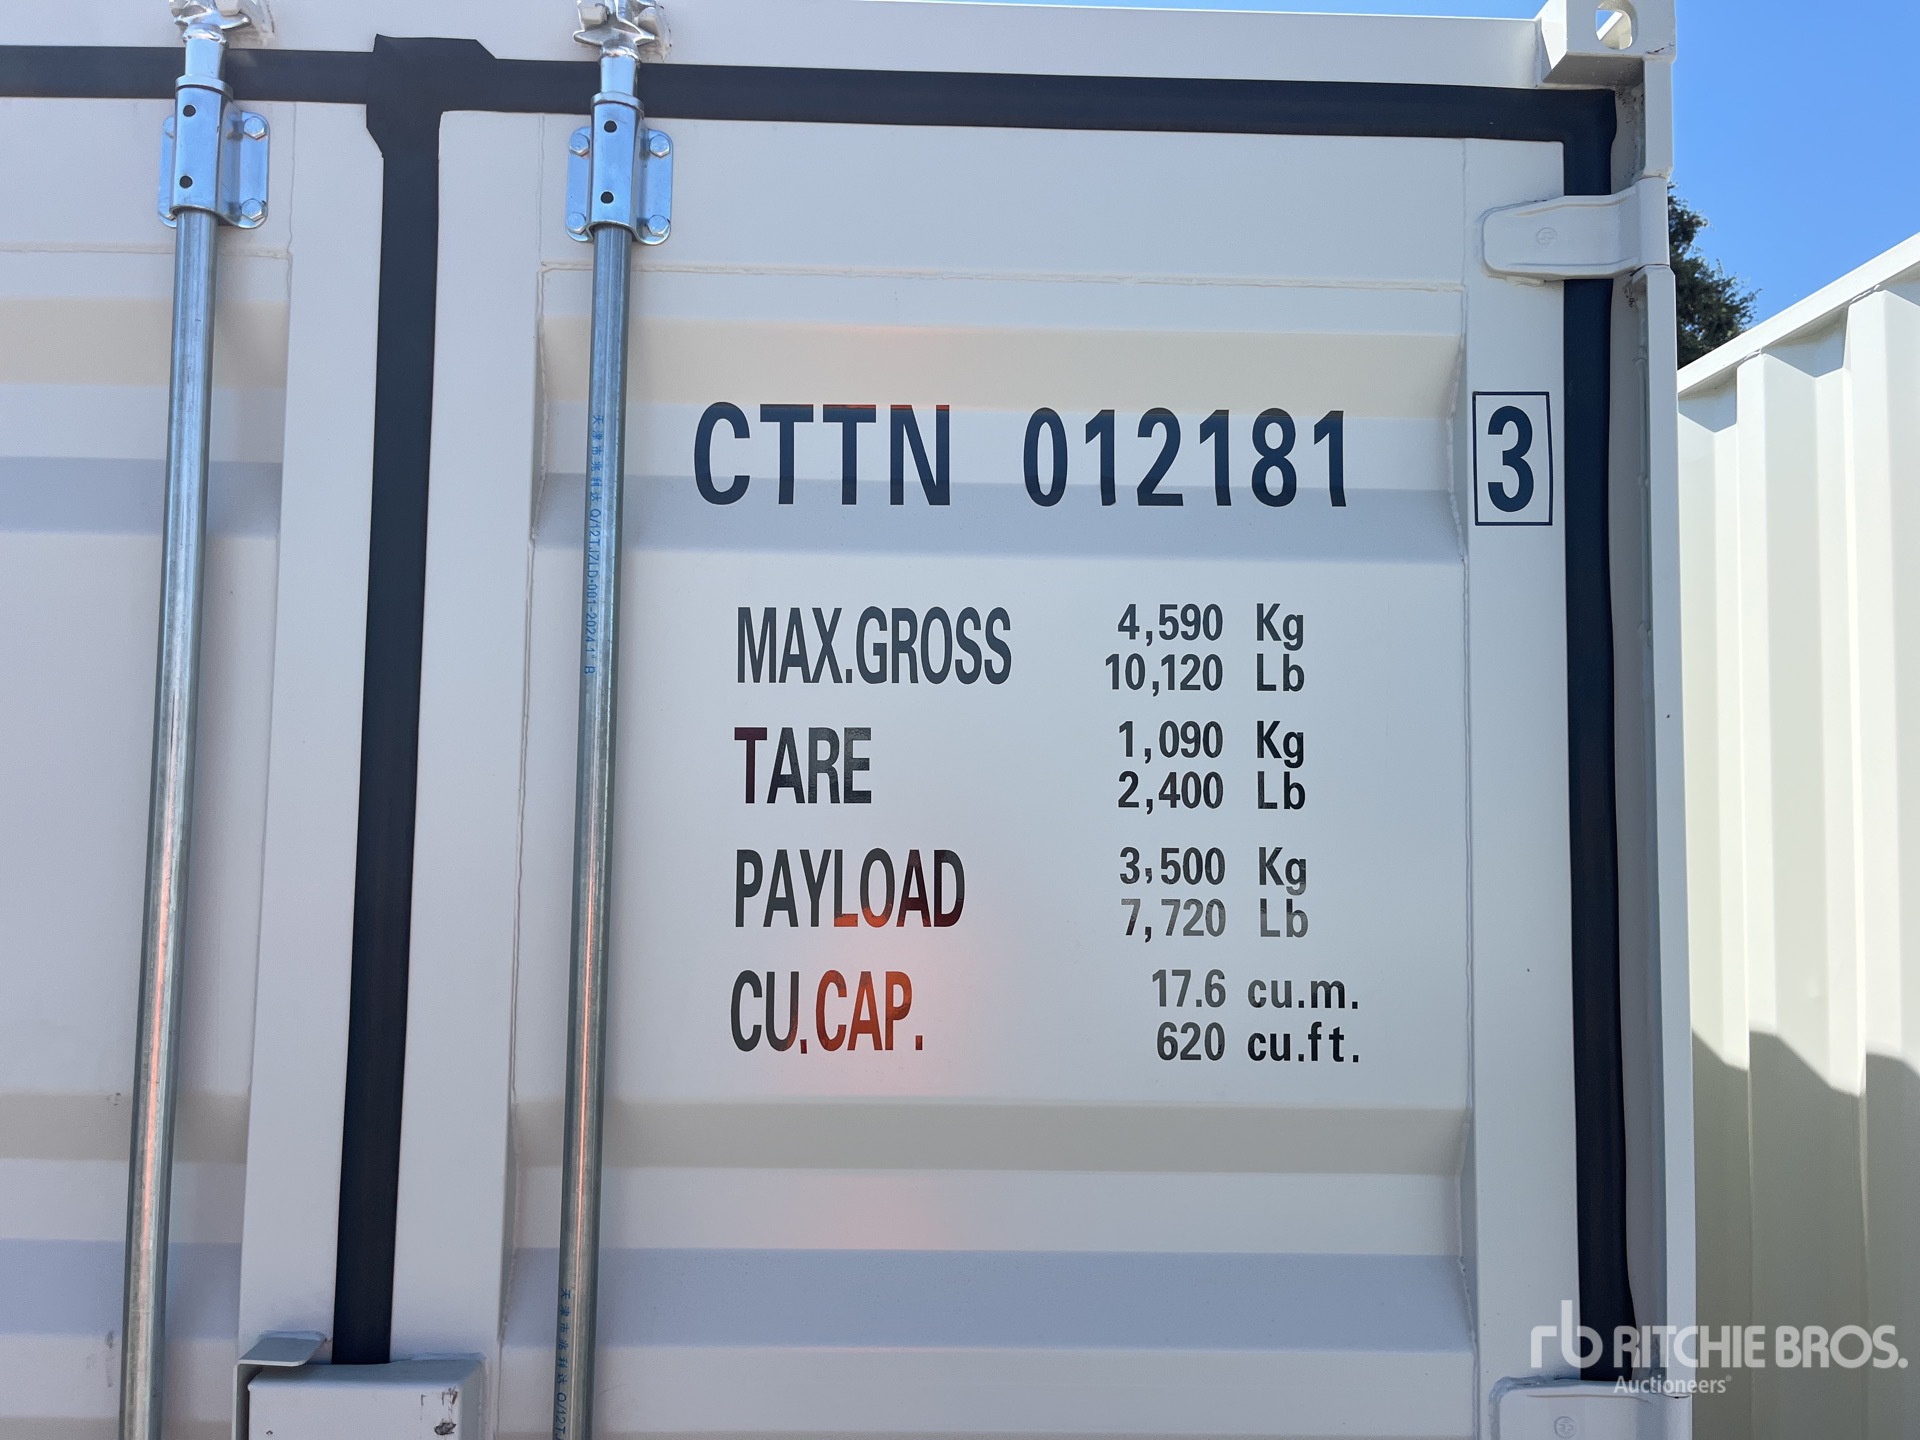 CTTN 012181 3
MAX.GROSS 4,590 Kg
10,120 Lb
TARE 1,090 Kg
2,400 Lb
PAYLOAD 3,500 Kg
7,720 Lb
CU.CAP. 17.6 cu.m.
620 cu.ft.
rb RITCHIE BROS.
Auctioneers